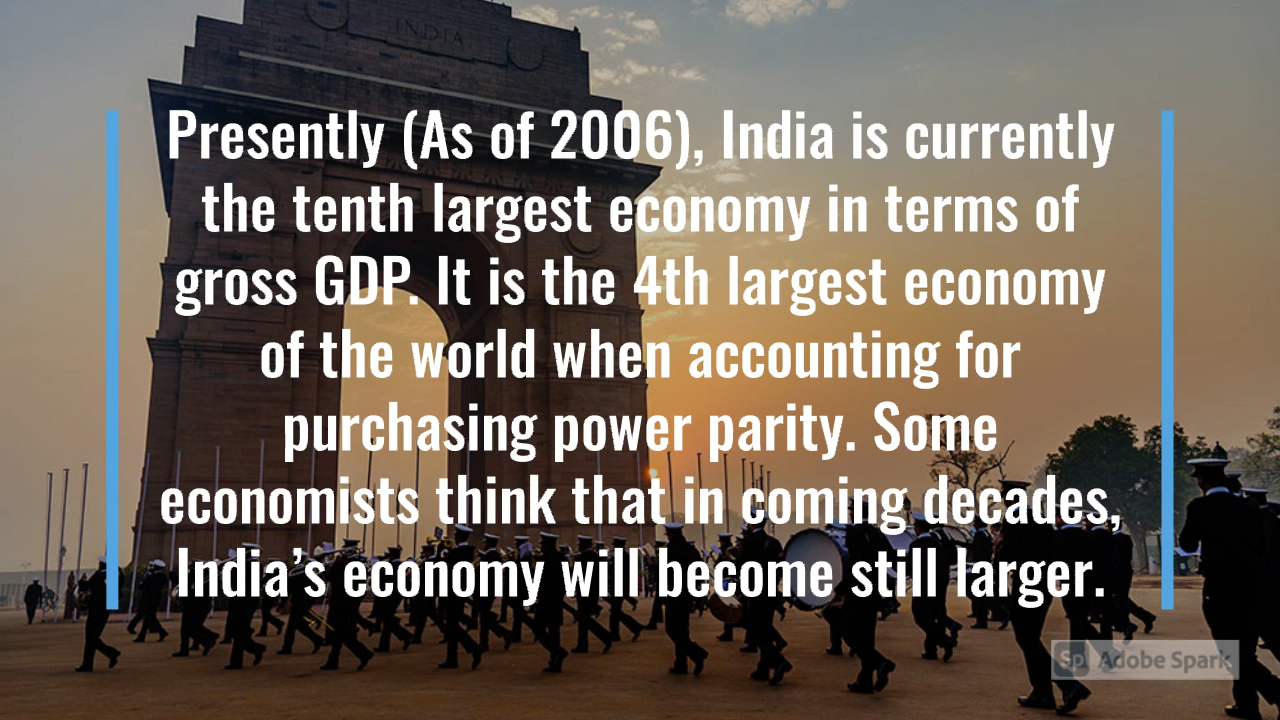 INDIA
Presently (As of 2006), India is currently
the tenth largest economy in terms of
gross GDP. It is the 4th largest economy
of the world when accounting for
purchasing power parity. Some
economists think that in coming decades,
India’s economy will become still larger.
Sp Adobe Spark